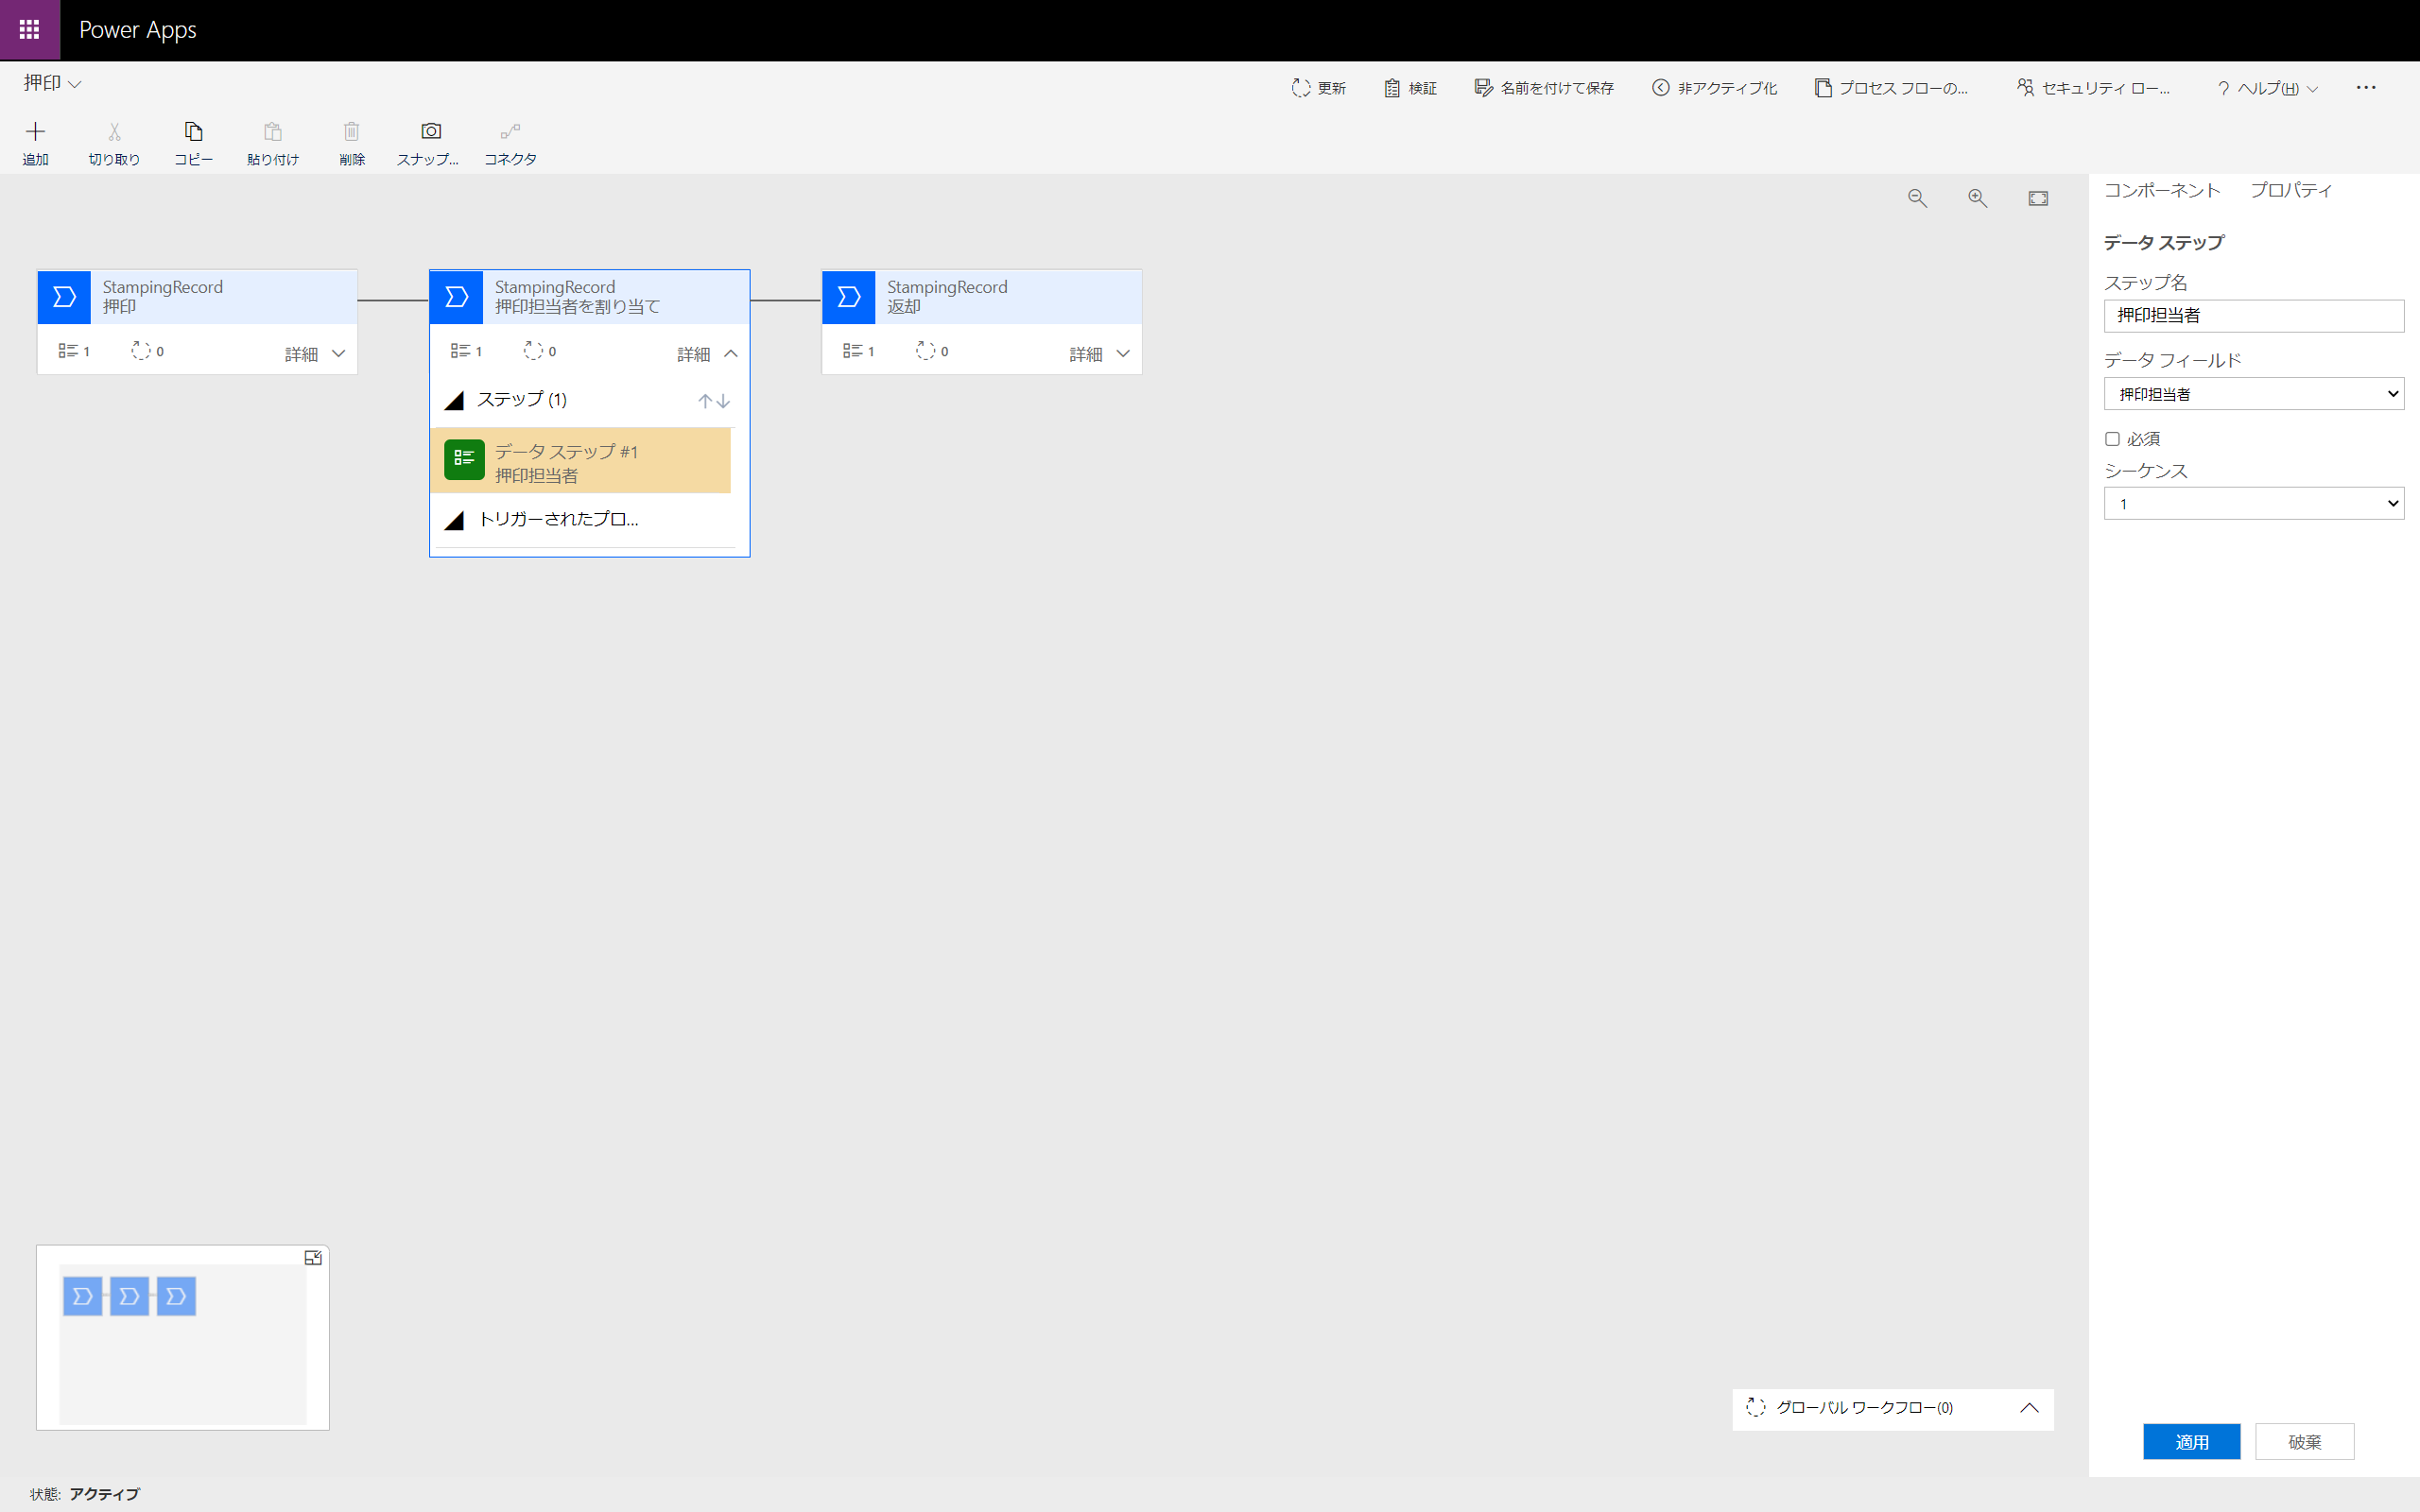 Power Apps
押印
更新
検証
名前を付けて保存
非アクティブ化
プロセス フローの...
セキュリティ ロー...
? ヘルプ(H)
...
追加
切り取り
コピー
貼り付け
削除
スナップ...
コネクタ
コンポーネント
プロパティ
データ ステップ
ステップ名
押印担当者
データ フィールド
押印担当者
必須
シーケンス
1
StampingRecord
押印
1
0
詳細
StampingRecord
押印担当者を割り当て
1
0
詳細
ステップ (1)
データ ステップ #1
押印担当者
トリガーされたプロ...
StampingRecord
返却
1
0
詳細
グローバル ワークフロー(0)
適用
破棄
状態: アクティブ